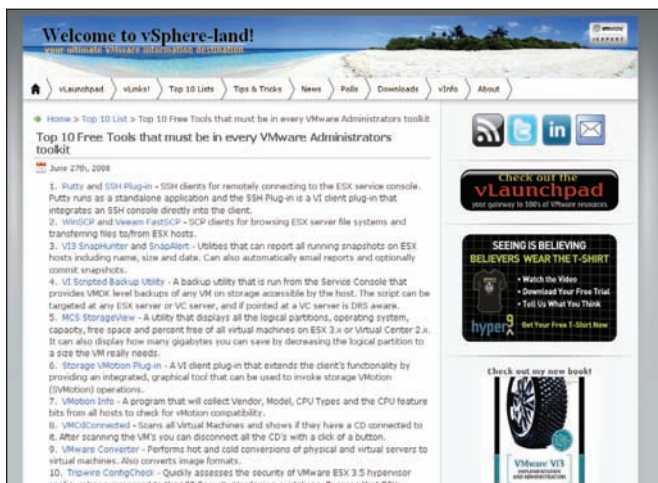 Welcome to vSphere-land!
your ultimate VMware information destination
vmware
EXPERT
vLaunchpad
vLinks!
Top 10 Lists
Tips & Tricks
News
Polls
Downloads
vInfo
About
Home > Top 10 List > Top 10 Free Tools that must be in every VMware Administrators toolkit
Top 10 Free Tools that must be in every VMware Administrators
toolkit
June 27th, 2008
1. Putty and SSH Plug-in - SSH clients for remotely connecting to the ESX service console.
Putty runs as a standalone application and the SSH Plug-in is a VI client plug-in that
integrates an SSH console directly into the client.
2. WinSCP and Veeam FastSCP - SCP clients for browsing ESX server file systems and
transferring files to/from ESX hosts.
3. VI3 SnapHunter and SnapAlert - Utilities that can report all running snapshots on ESX
hosts including name, size and date. Can also automatically email reports and optionally
commit snapshots.
4. VI Scripted Backup Utility - A backup utility that is run from the Service Console that
provides VMDK level backups of any VM on storage accessible by the host. The script can be
targeted at any ESX server or VC server, and if pointed at a VC server is DRS aware.
5. MCS StorageView - A utility that displays all the logical partitions, operating system,
capacity, free space and percent free of all virtual machines on ESX 3.x or Virtual Center 2.x.
It can also display how many gigabytes you can save by decreasing the logical partition to
a size the VM really needs.
6. Storage VMotion Plug-in - A VI client plug-in that extends the client's functionality by
providing an integrated, graphical tool that can be used to invoke storage VMotion
(SVMotion) operations.
7. VMotion Info - A program that will collect Vendor, Model, CPU Types and the CPU feature
bits from all hosts to check for vMotion compatibility.
8. VMCdConnected - Scans all Virtual Machines and shows if they have a CD connected to
it. After scanning the VM's you can disconnect all the CD's with a click of a button.
9. VMware Converter - Performs hot and cold conversions of physical and virtual servers to
virtual machines. Also converts image formats.
10. Tripwire ConfigCheck - Quickly assesses the security of VMware ESX 3.5 hypervisor
in
Check out the
vLaunchpad
your gateway to 100's of VMware resources
SEEING IS BELIEVING
BELIEVERS WEAR THE T-SHIRT
• Watch the Video
• Download Your Free Trial
• Tell Us What You Think
hyper9
Get Your Free T-Shirt Now
Check out my new book!
VMware VI3
IMPLEMENTATION
AND ADMINISTRATION